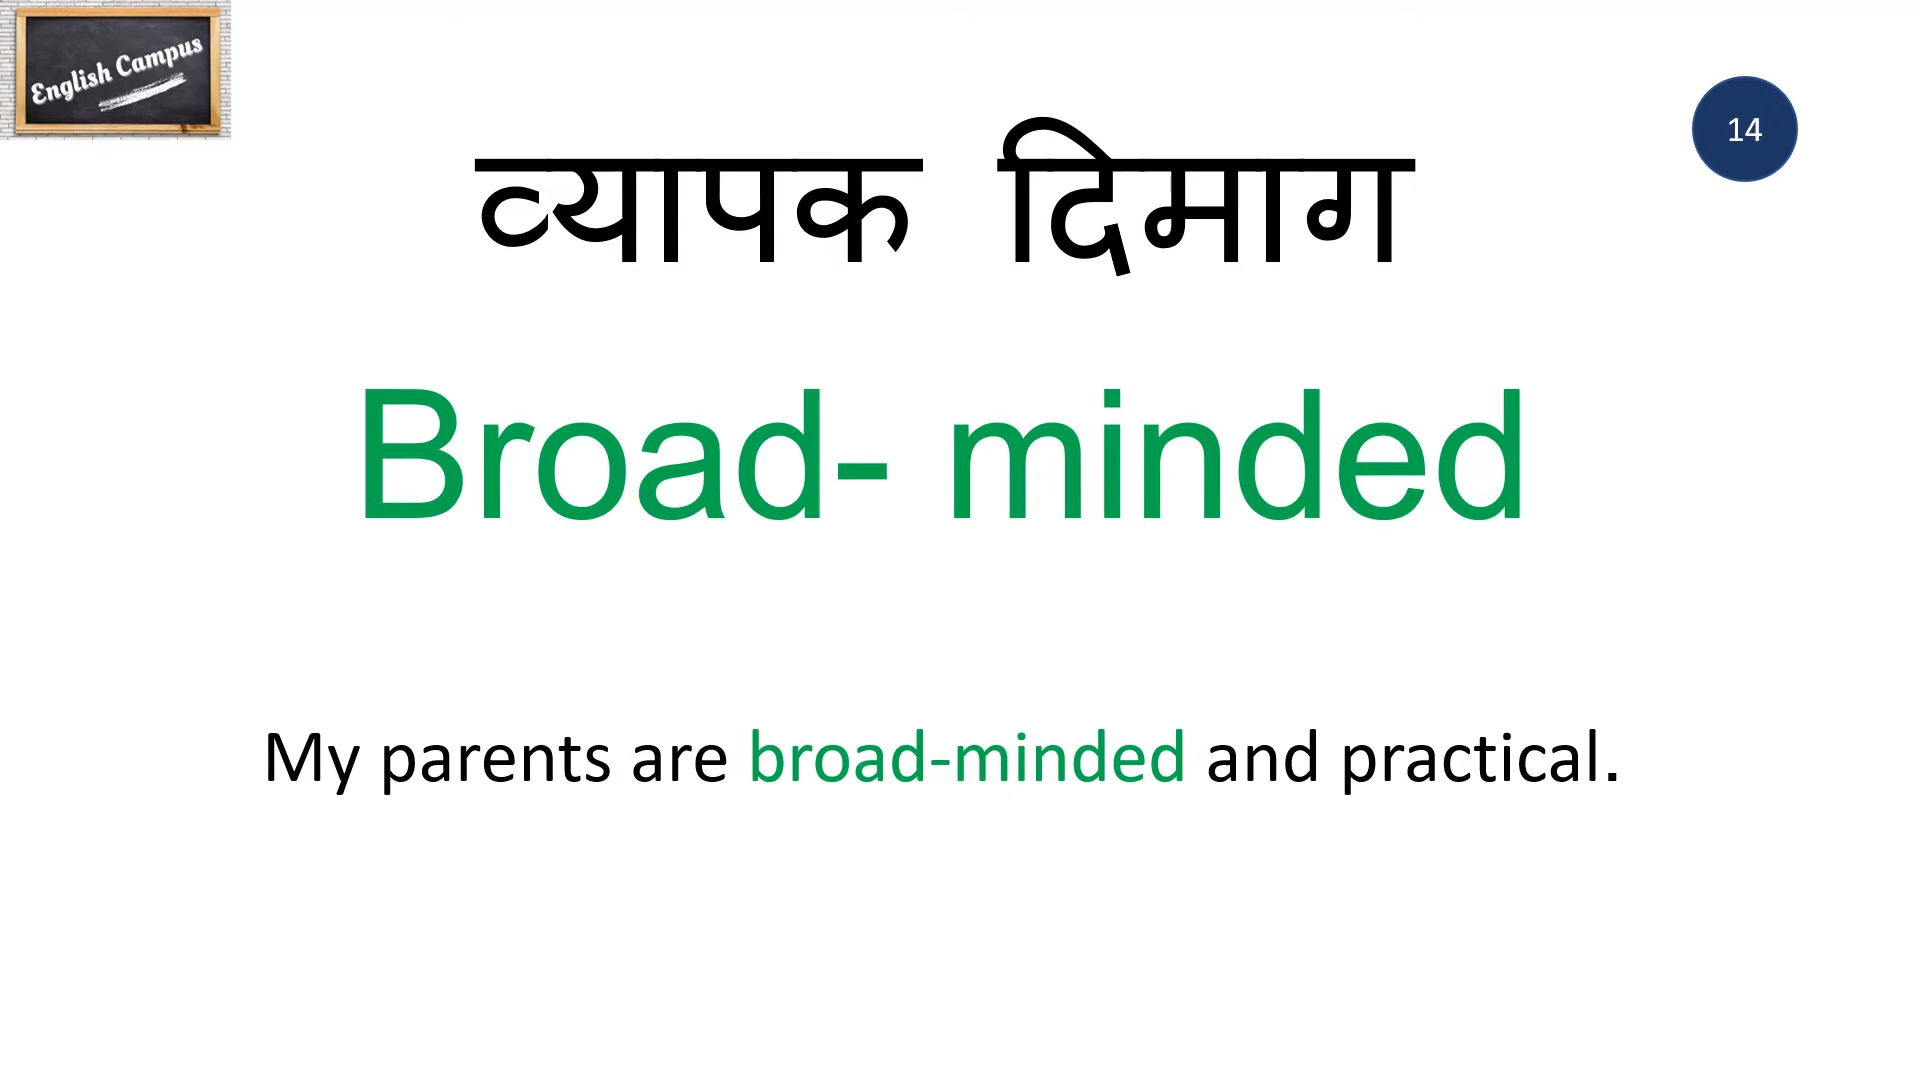 English Campus
14
व्यापक दिमाग
Broad- minded
My parents are broad-minded and practical.